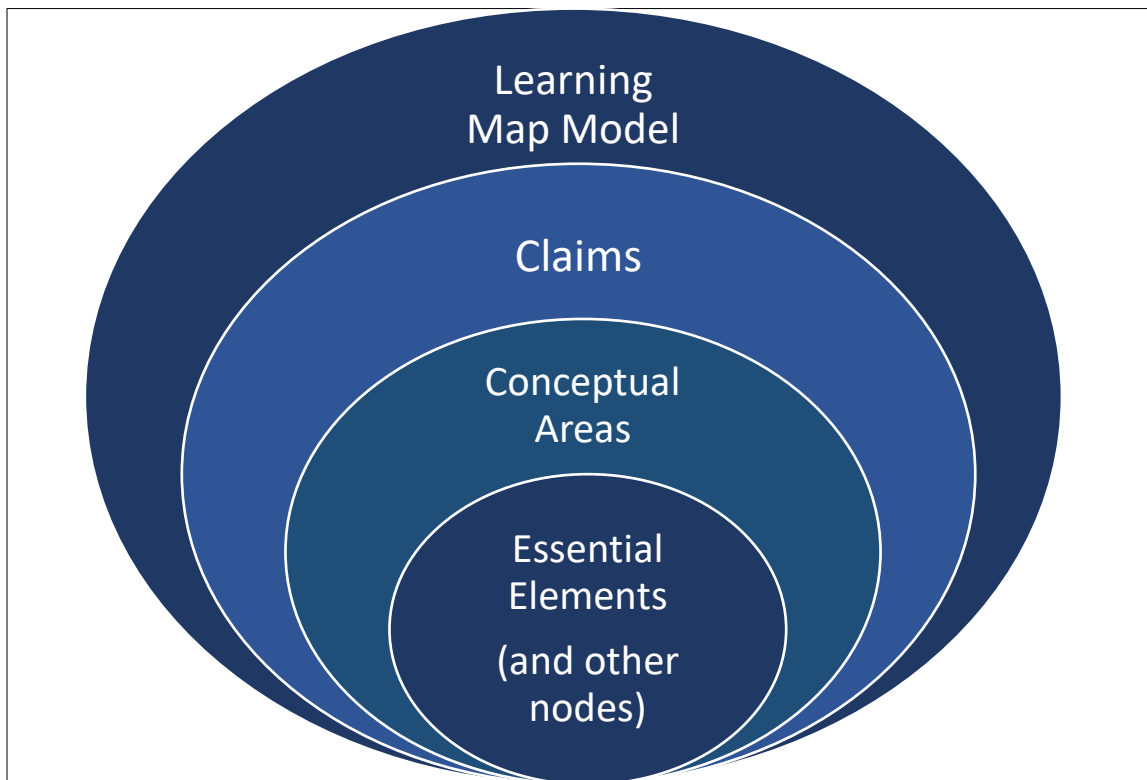 Learning
Map Model
Claims
Conceptual
Areas
Essential
Elements
(and other
nodes)